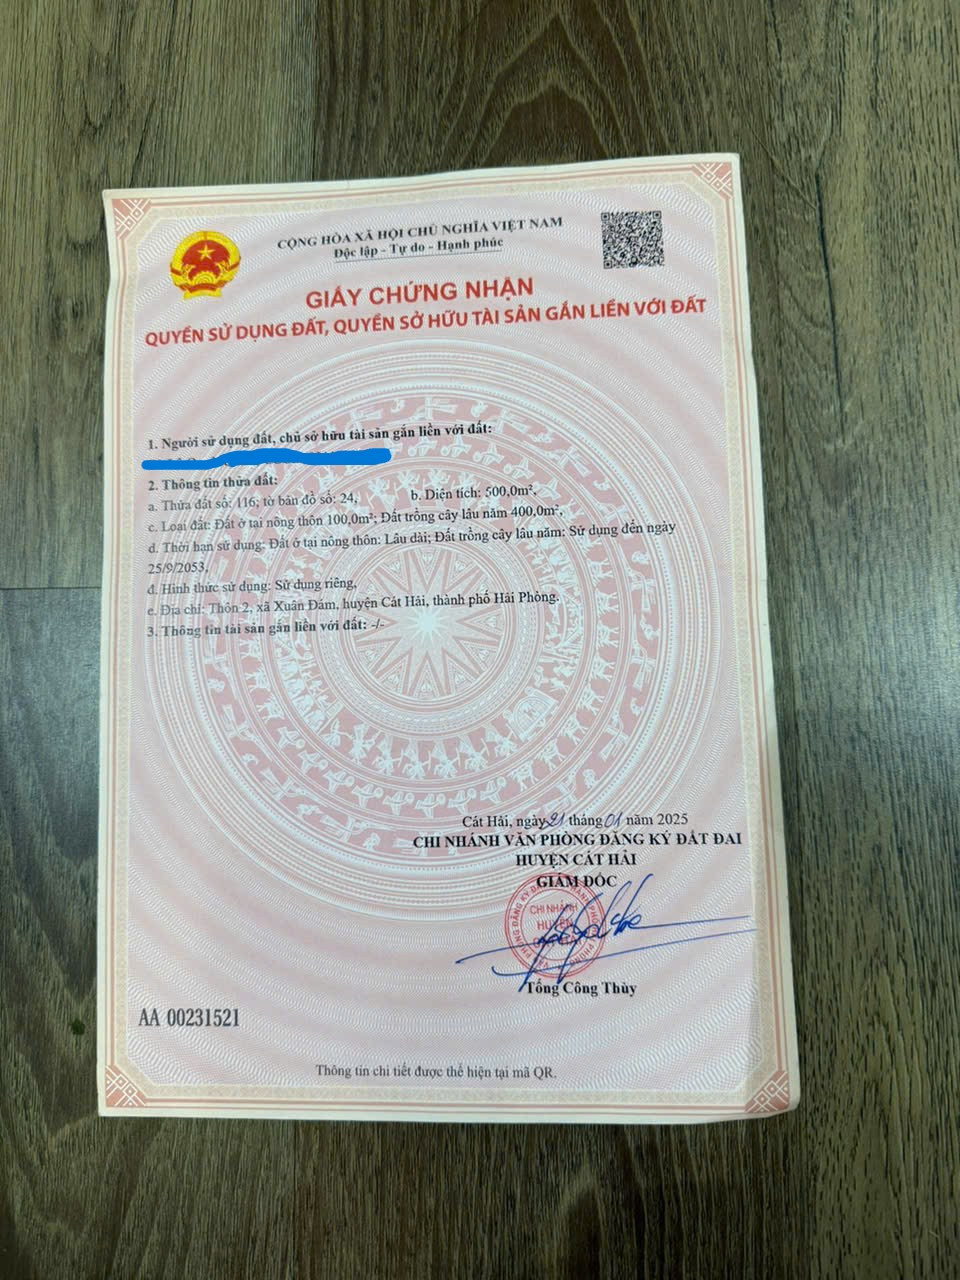 CỘNG HÒA XÃ HỘI CHỦ NGHĨA VIỆT NAM
Độc lập - Tự do - Hạnh phúc
GIẤY CHỨNG NHẬN
QUYỀN SỬ DỤNG ĐẤT, QUYỀN SỞ HỮU TÀI SẢN GẮN LIỀN VỚI ĐẤT
1. Người sử dụng đất, chủ sở hữu tài sản gắn liền với đất:
2. Thông tin thửa đất:
a. Thửa đất số: 116; tờ bản đồ số: 24, b. Diện tích: 500,0m²,
c. Loại đất: Đất ở tại nông thôn 100,0m²; Đất trồng cây lâu năm 400,0m²,
d. Thời hạn sử dụng: Đất ở tại nông thôn: Lâu dài; Đất trồng cây lâu năm: Sử dụng đến ngày
25/9/2053,
đ. Hình thức sử dụng: Sử dụng riêng,
e. Địa chỉ: Thôn 2, xã Xuân Đám, huyện Cát Hải, thành phố Hải Phòng.
3. Thông tin tài sản gắn liền với đất: -/-
Cát Hải, ngày 21 tháng 01 năm 2025
CHI NHÁNH VĂN PHÒNG ĐĂNG KÝ ĐẤT ĐAI
HUYỆN CÁT HẢI
GIÁM ĐỐC
CHI NHÁNH
HUYỆN
Tống Công Thùy
AA 00231521
Thông tin chi tiết được thể hiện tại mã QR.